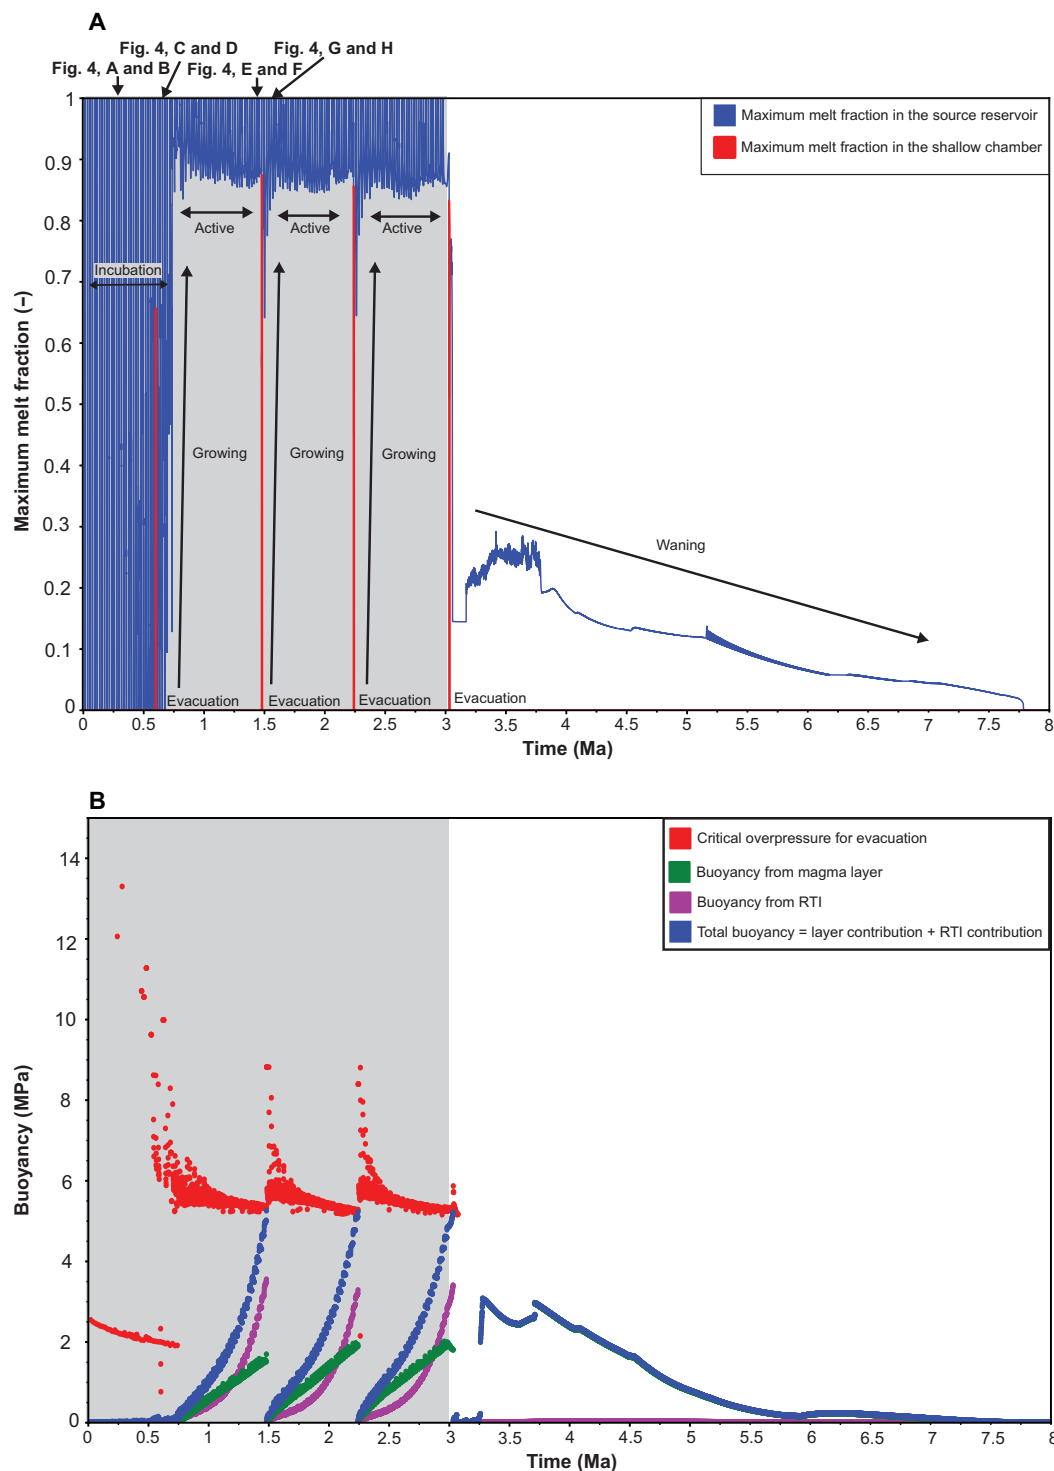 A
Fig. 4, C and D
Fig. 4, G and H
Fig. 4, A and B
Fig. 4, E and F
1
0.9
0.8
0.7
0.6
0.5
0.4
0.3
0.2
0.1
0
Maximum melt fraction (–)
Maximum melt fraction in the source reservoir
Maximum melt fraction in the shallow chamber
Active
Active
Active
Incubation
Growing
Growing
Growing
Waning
Evacuation
Evacuation
Evacuation
Evacuation
0 0.5 1 1.5 2 2.5 3 3.5 4 4.5 5 5.5 6 6.5 7 7.5 8
Time (Ma)
B
14
12
10
8
6
4
2
0
Buoyancy (MPa)
Critical overpressure for evacuation
Buoyancy from magma layer
Buoyancy from RTI
Total buoyancy = layer contribution + RTI contribution
0 0.5 1 1.5 2 2.5 3 3.5 4 4.5 5 5.5 6 6.5 7 7.5 8
Time (Ma)